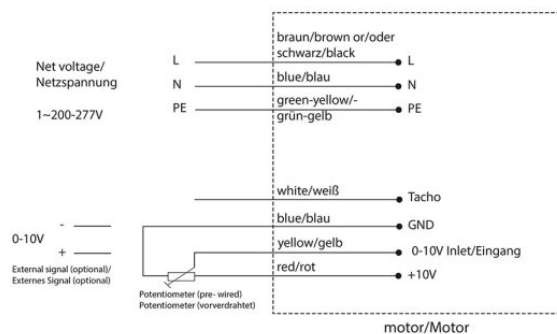 braun/brown or/oder
schwarz/black
Net voltage/
Netzspannung
1~200-277V
L
L
blue/blau
N
N
green-yellow/-
grün-gelb
PE
PE
white/weiß
Tacho
blue/blau
GND
-
0-10V
+
yellow/gelb
0-10V Inlet/Eingang
red/rot
+10V
External signal (optional)/
Externes Signal (optional)
Potentiometer (pre- wired)
Potentiometer (vorverdrahtet)
motor/Motor